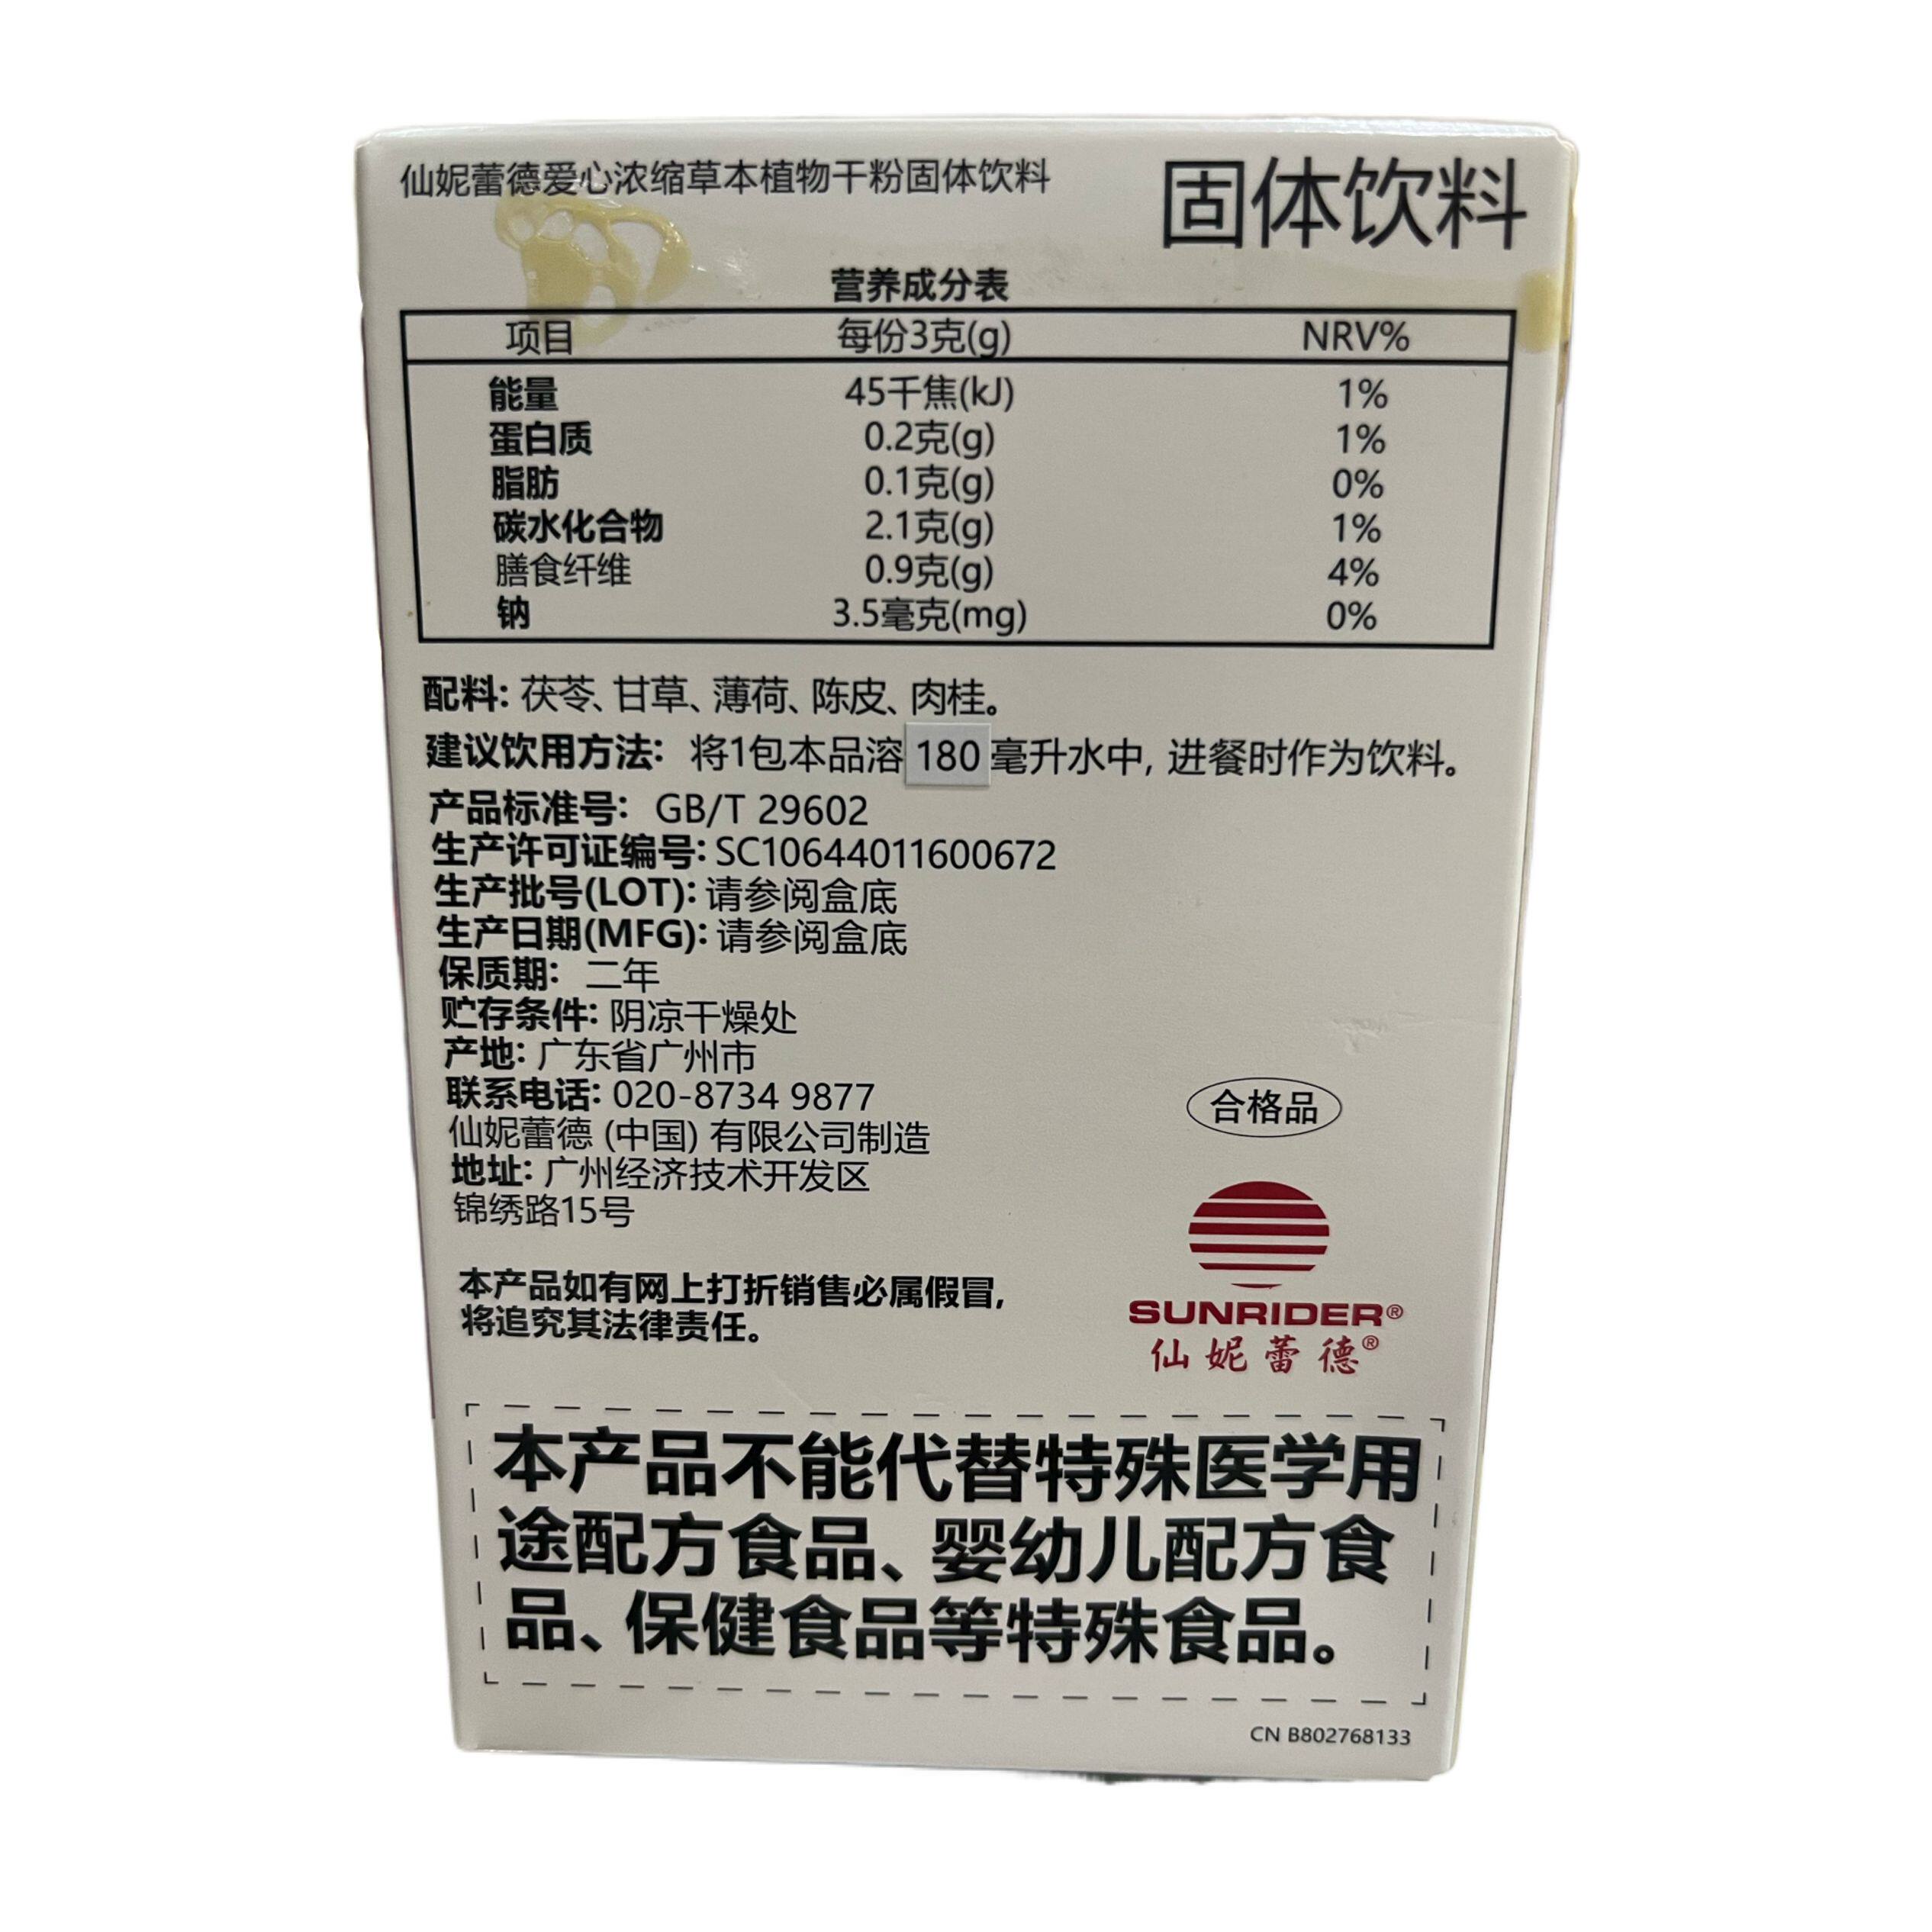 仙妮蕾德爱心浓缩草本植物干粉固体饮料
固体饮料
营养成分表
项目 每份3克(g) NRV%
能量 45千焦(kJ) 1%
蛋白质 0.2克(g) 1%
脂肪 0.1克(g) 0%
碳水化合物 2.1克(g) 1%
膳食纤维 0.9克(g) 4%
钠 3.5毫克(mg) 0%
配料: 茯苓、甘草、薄荷、陈皮、肉桂。
建议饮用方法: 将1包本品溶180毫升水中, 进餐时作为饮料。
产品标准号: GB/T 29602
生产许可证编号: SC10644011600672
生产批号(LOT): 请参阅盒底
生产日期(MFG): 请参阅盒底
保质期: 二年
贮存条件: 阴凉干燥处
产地: 广东省广州市
联系电话: 020-8734 9877
仙妮蕾德 (中国) 有限公司制造
地址: 广州经济技术开发区
锦绣路15号
合格品
本产品如有网上打折销售必属假冒,
将追究其法律责任。
SUNRIDER®
仙妮蕾德®
本产品不能代替特殊医学用
途配方食品、婴幼儿配方食
品、保健食品等特殊食品。
CN B802768133